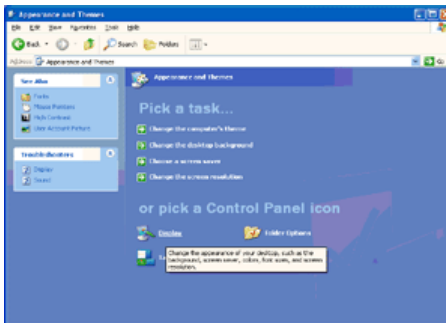 Appearance and Themes
File Edit View Favorites Tools Help
Back Search Folders
Address Appearance and Themes Go
See Also
Fonts
Mouse Pointers
High Contrast
User Account Picture
Troubleshooters
Display
Sound
Appearance and Themes
Pick a task...
Change the computer's theme
Change the desktop background
Choose a screen saver
Change the screen resolution
or pick a Control Panel icon
Display Folder Options
Change the appearance of your desktop, such as the
background, screen saver, colors, font sizes, and screen
resolution.